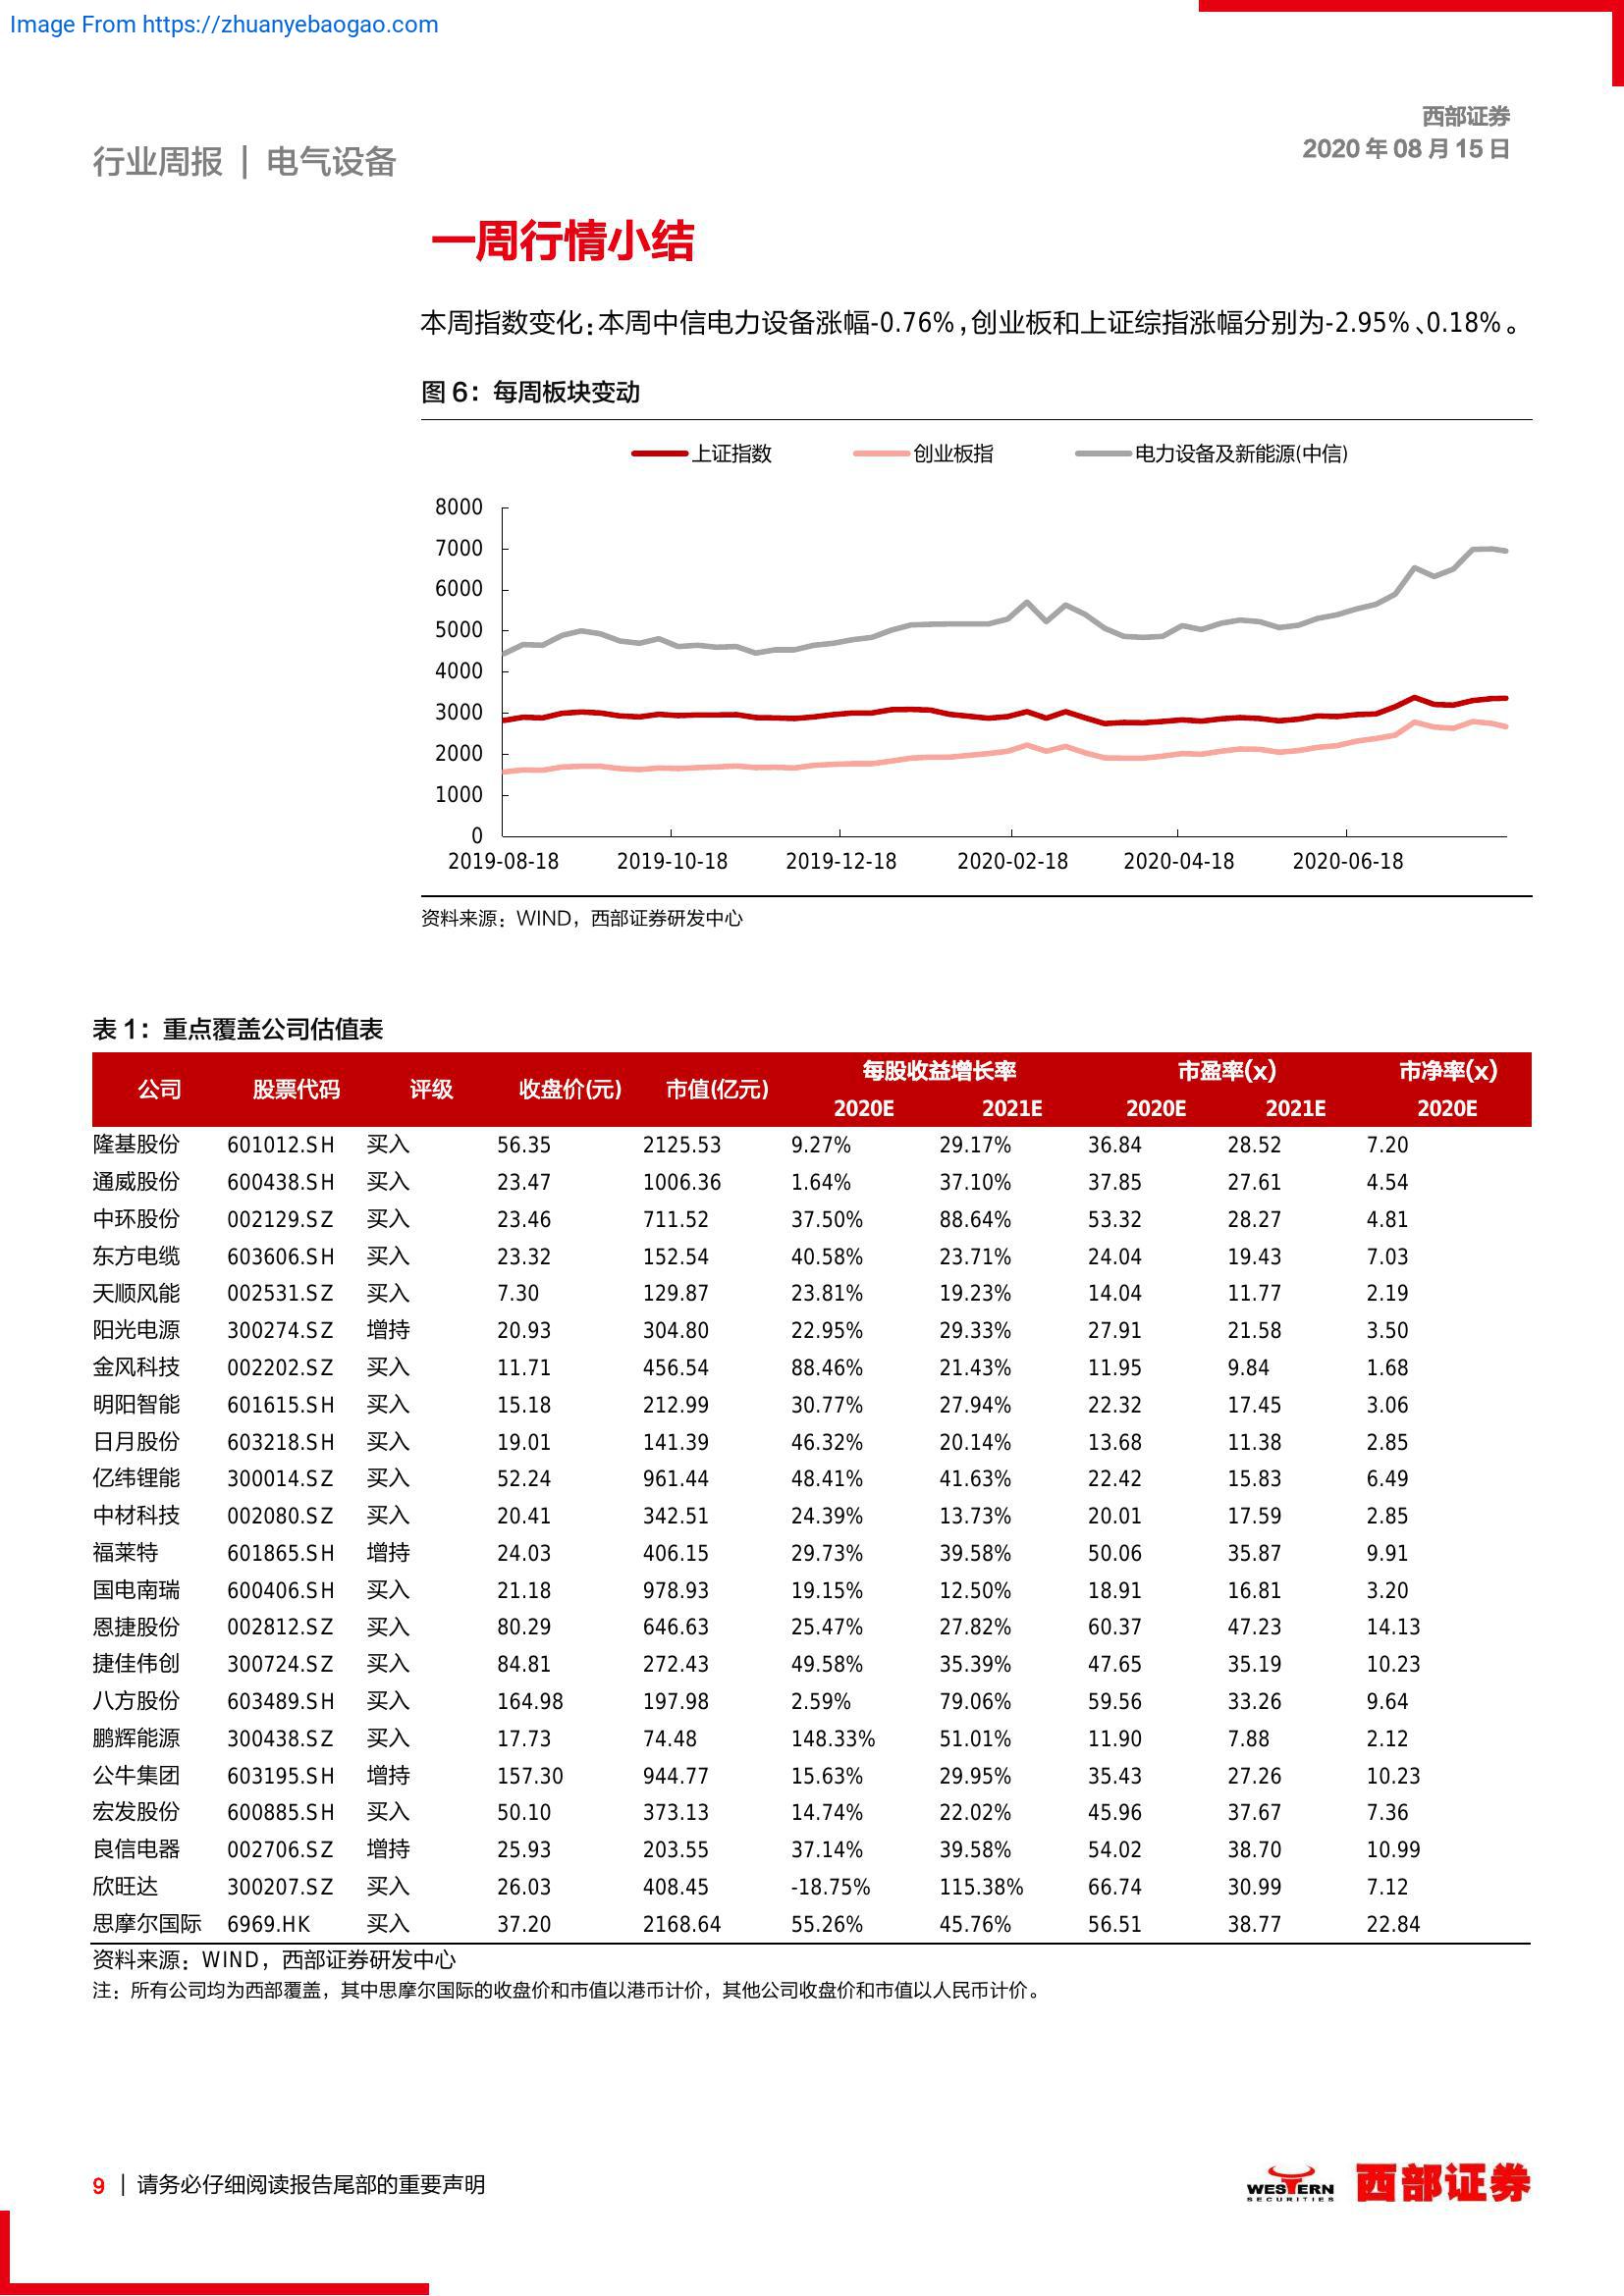 Image From https://zhuanyebaogao.com
西部证券
2020 年 08 月 15 日
行业周报 | 电气设备
一周行情小结
本周指数变化：本周中信电力设备涨幅-0.76%，创业板和上证综指涨幅分别为-2.95%、0.18%。
图 6：每周板块变动
上证指数 创业板指 电力设备及新能源(中信)
8000
7000
6000
5000
4000
3000
2000
1000
0
2019-08-18 2019-10-18 2019-12-18 2020-02-18 2020-04-18 2020-06-18
资料来源：WIND，西部证券研发中心
表 1：重点覆盖公司估值表
公司 股票代码 评级 收盘价(元) 市值(亿元) 每股收益增长率 市盈率(x) 市净率(x)
2020E 2021E 2020E 2021E 2020E
隆基股份 601012.SH 买入 56.35 2125.53 9.27% 29.17% 36.84 28.52 7.20
通威股份 600438.SH 买入 23.47 1006.36 1.64% 37.10% 37.85 27.61 4.54
中环股份 002129.SZ 买入 23.46 711.52 37.50% 88.64% 53.32 28.27 4.81
东方电缆 603606.SH 买入 23.32 152.54 40.58% 23.71% 24.04 19.43 7.03
天顺风能 002531.SZ 买入 7.30 129.87 23.81% 19.23% 14.04 11.77 2.19
阳光电源 300274.SZ 增持 20.93 304.80 22.95% 29.33% 27.91 21.58 3.50
金风科技 002202.SZ 买入 11.71 456.54 88.46% 21.43% 11.95 9.84 1.68
明阳智能 601615.SH 买入 15.18 212.99 30.77% 27.94% 22.32 17.45 3.06
日月股份 603218.SH 买入 19.01 141.39 46.32% 20.14% 13.68 11.38 2.85
亿纬锂能 300014.SZ 买入 52.24 961.44 48.41% 41.63% 22.42 15.83 6.49
中材科技 002080.SZ 买入 20.41 342.51 24.39% 13.73% 20.01 17.59 2.85
福莱特 601865.SH 增持 24.03 406.15 29.73% 39.58% 50.06 35.87 9.91
国电南瑞 600406.SH 买入 21.18 978.93 19.15% 12.50% 18.91 16.81 3.20
恩捷股份 002812.SZ 买入 80.29 646.63 25.47% 27.82% 60.37 47.23 14.13
捷佳伟创 300724.SZ 买入 84.81 272.43 49.58% 35.39% 47.65 35.19 10.23
八方股份 603489.SH 买入 164.98 197.98 2.59% 79.06% 59.56 33.26 9.64
鹏辉能源 300438.SZ 买入 17.73 74.48 148.33% 51.01% 11.90 7.88 2.12
公牛集团 603195.SH 增持 157.30 944.77 15.63% 29.95% 35.43 27.26 10.23
宏发股份 600885.SH 买入 50.10 373.13 14.74% 22.02% 45.96 37.67 7.36
良信电器 002706.SZ 增持 25.93 203.55 37.14% 39.58% 54.02 38.70 10.99
欣旺达 300207.SZ 买入 26.03 408.45 -18.75% 115.38% 66.74 30.99 7.12
思摩尔国际 6969.HK 买入 37.20 2168.64 55.26% 45.76% 56.51 38.77 22.84
资料来源：WIND，西部证券研发中心
注：所有公司均为西部覆盖，其中思摩尔国际的收盘价和市值以港币计价，其他公司收盘价和市值以人民币计价。
9 | 请务必仔细阅读报告尾部的重要声明
WESTERN
SECURITIES
西部证券